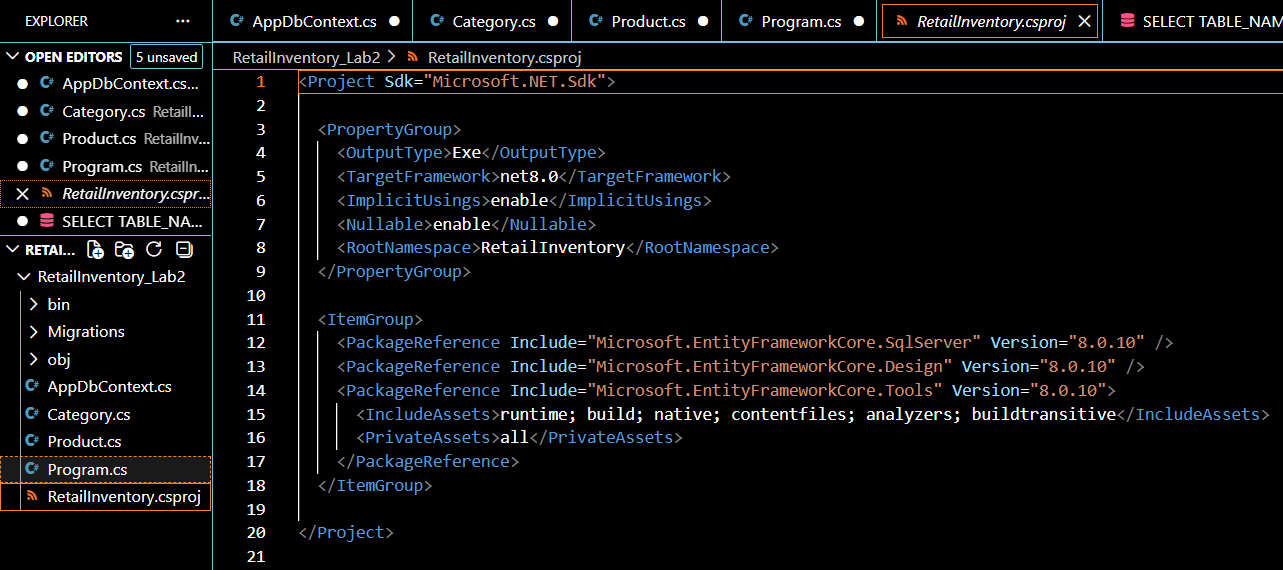 EXPLORER ···
OPEN EDITORS 5 unsaved
C# AppDbContext.cs...
C# Category.cs RetailI...
C# Product.cs RetailInv...
C# Program.cs RetailIn...
RetailInventory.cspr...
SELECT TABLE_NA...
RETAI...
RetailInventory_Lab2
bin
Migrations
obj
C# AppDbContext.cs
C# Category.cs
C# Product.cs
C# Program.cs
RetailInventory.csproj
C# AppDbContext.cs C# Category.cs C# Product.cs C# Program.cs RetailInventory.csproj SELECT TABLE_NAM
RetailInventory_Lab2 > RetailInventory.csproj
1 <Project Sdk="Microsoft.NET.Sdk">
2
3 <PropertyGroup>
4 <OutputType>Exe</OutputType>
5 <TargetFramework>net8.0</TargetFramework>
6 <ImplicitUsings>enable</ImplicitUsings>
7 <Nullable>enable</Nullable>
8 <RootNamespace>RetailInventory</RootNamespace>
9 </PropertyGroup>
10
11 <ItemGroup>
12 <PackageReference Include="Microsoft.EntityFrameworkCore.SqlServer" Version="8.0.10" />
13 <PackageReference Include="Microsoft.EntityFrameworkCore.Design" Version="8.0.10" />
14 <PackageReference Include="Microsoft.EntityFrameworkCore.Tools" Version="8.0.10">
15 <IncludeAssets>runtime; build; native; contentfiles; analyzers; buildtransitive</IncludeAssets>
16 <PrivateAssets>all</PrivateAssets>
17 </PackageReference>
18 </ItemGroup>
19
20 </Project>
21